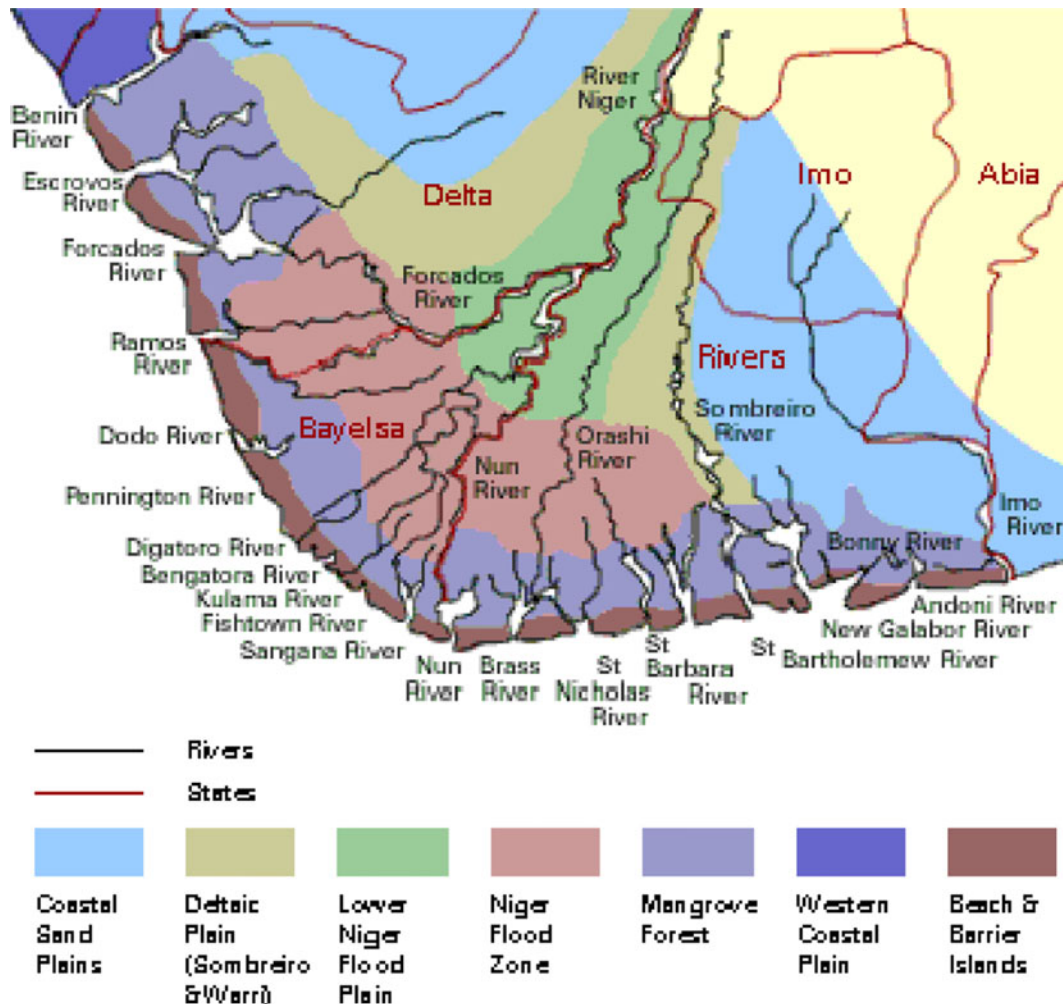 River
Niger
Benin
River
Imo
Abia
Escrovos
River
Delta
Forcados
River
Forcados
River
Ramos
River
Rivers
Sombreiro
River
Dodo River
Bayelsa
Orashi
River
Nun
River
Pennington River
Imo
River
Digatoro River
Bonny River
Bengatora River
Kulama River
Fishtown River
Sangana River
Andoni River
New Galabor River
St
Bartholemew River
Nun
River
Brass
River
St
Nicholas
River
St
Barbara
River
Rivers
States
Coastal
Sand
Plains
Deltaic
Plain
(Sombreiro
&Warri)
Lower
Niger
Flood
Plain
Niger
Flood
Zone
Mangrove
Forest
Western
Coastal
Plain
Beach &
Barrier
Islands